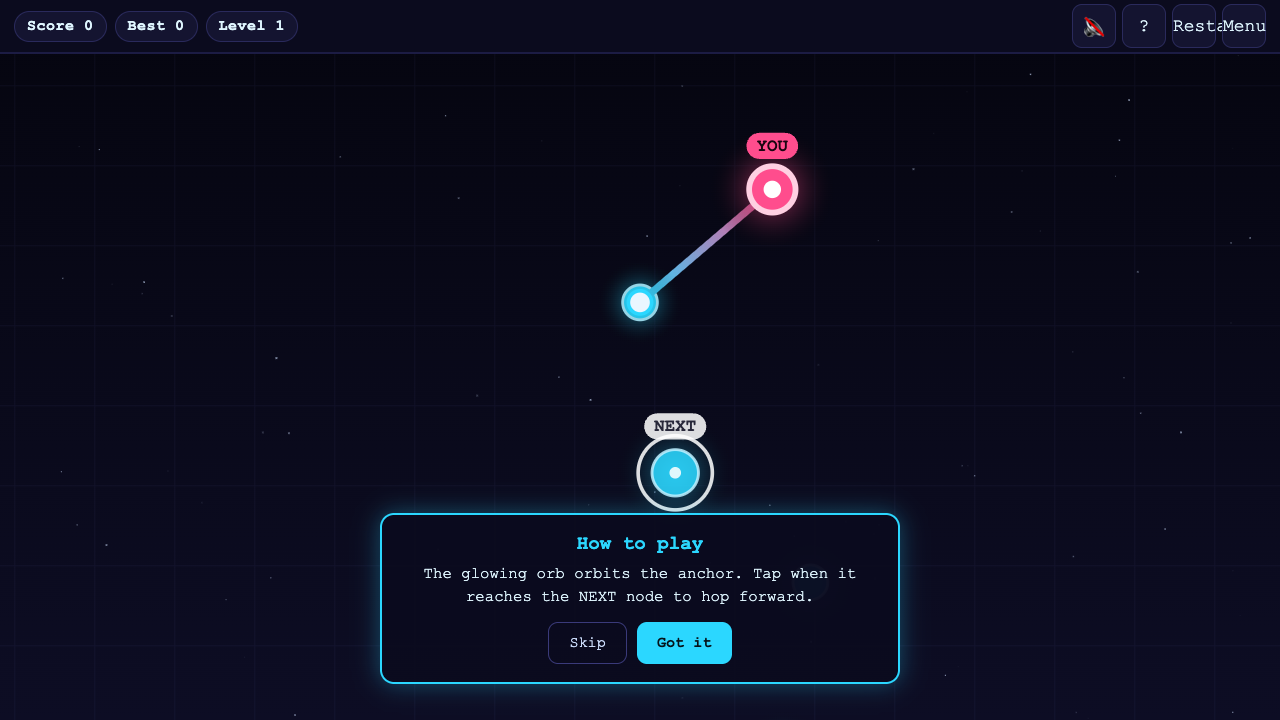 Score 0
Best 0
Level 1
?
Resta
Menu
YOU
NEXT
How to play
The glowing orb orbits the anchor. Tap when it
reaches the NEXT node to hop forward.
Skip
Got it